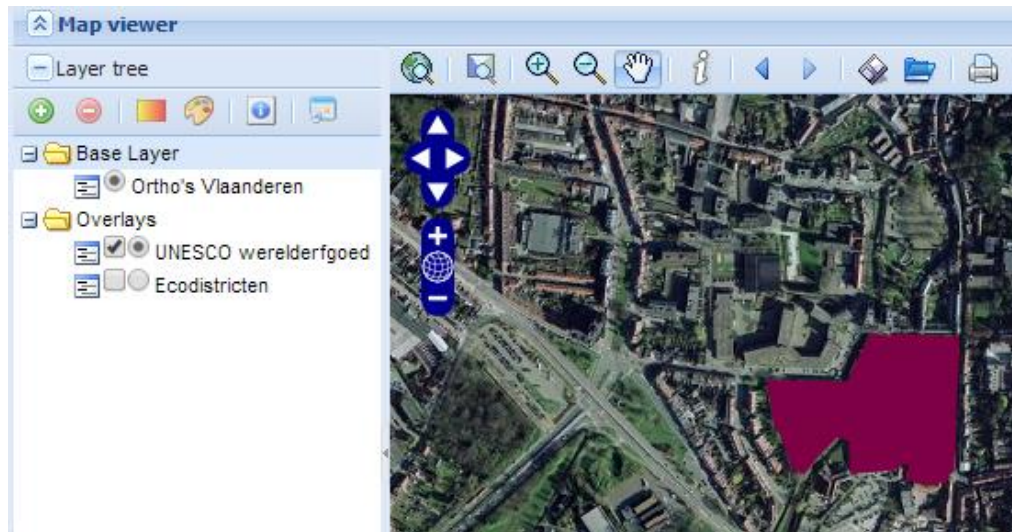 Map viewer
Layer tree
Base Layer
Ortho's Vlaanderen
Overlays
UNESCO werelderfgoed
Ecodistricten